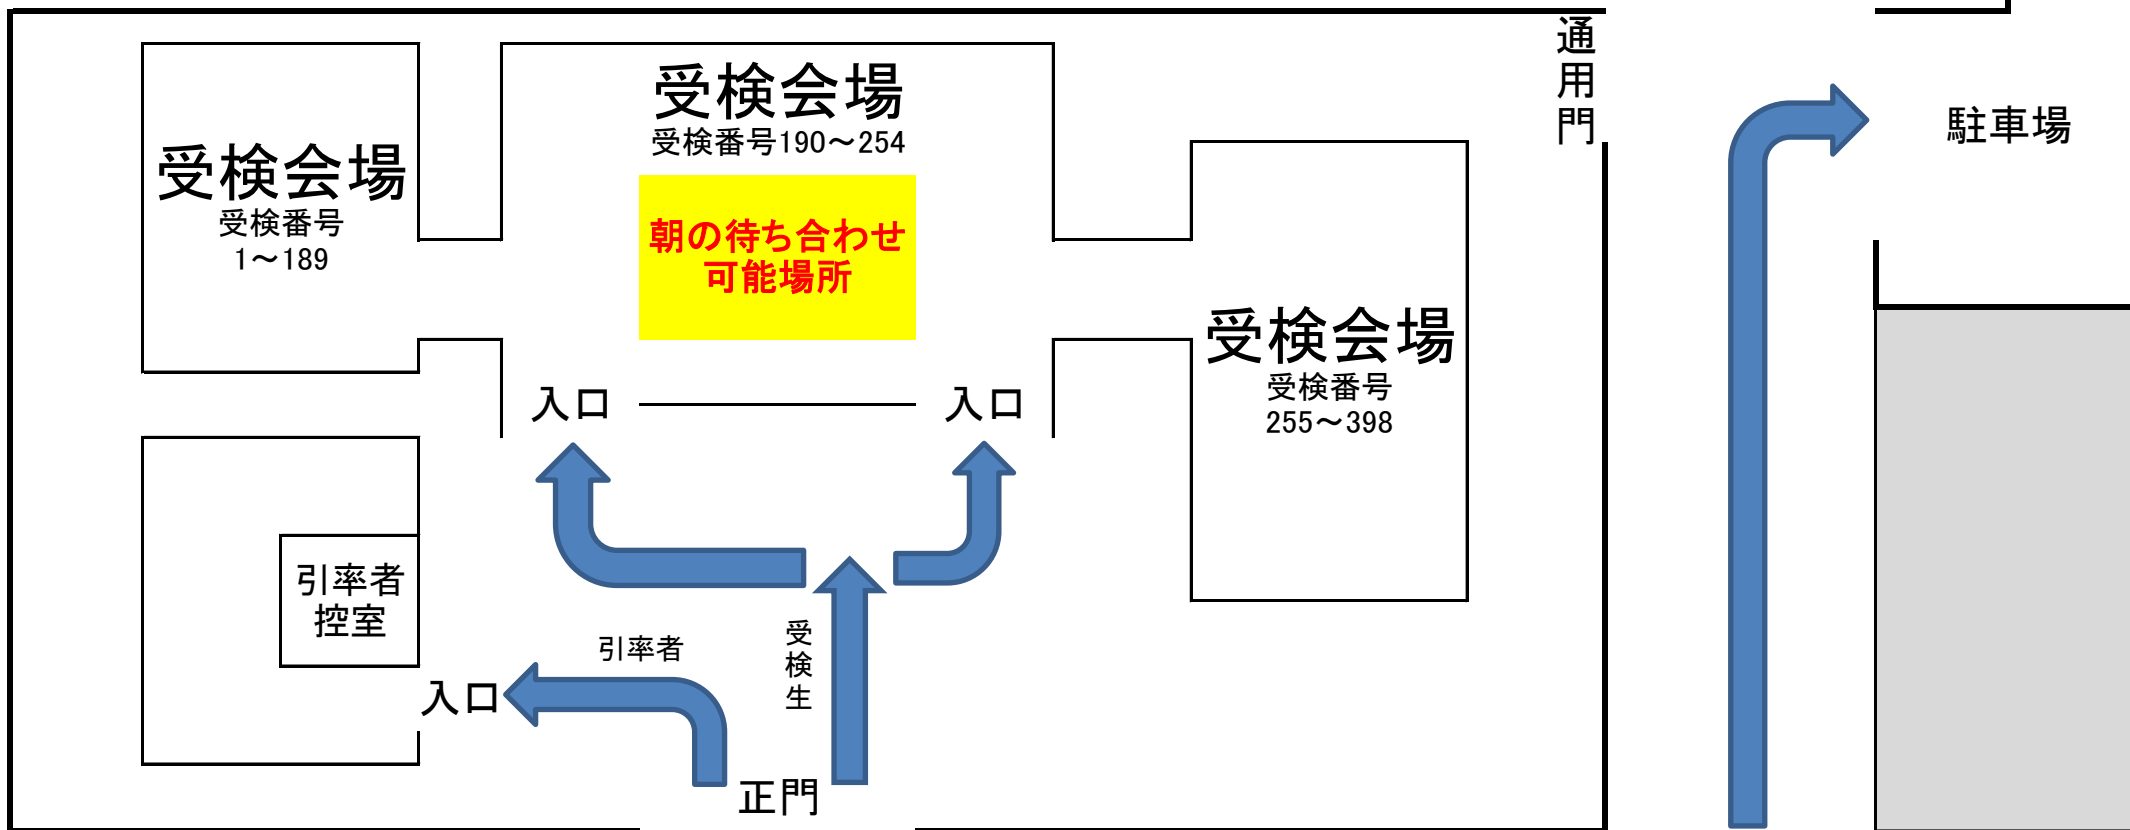 通用門
受検会場
受検番号190～254
駐車場
受検会場
受検番号
1～189
朝の待ち合わせ
可能場所
受検会場
受検番号
255～398
入口
入口
引率者
控室
引率者
受検生
入口
正門